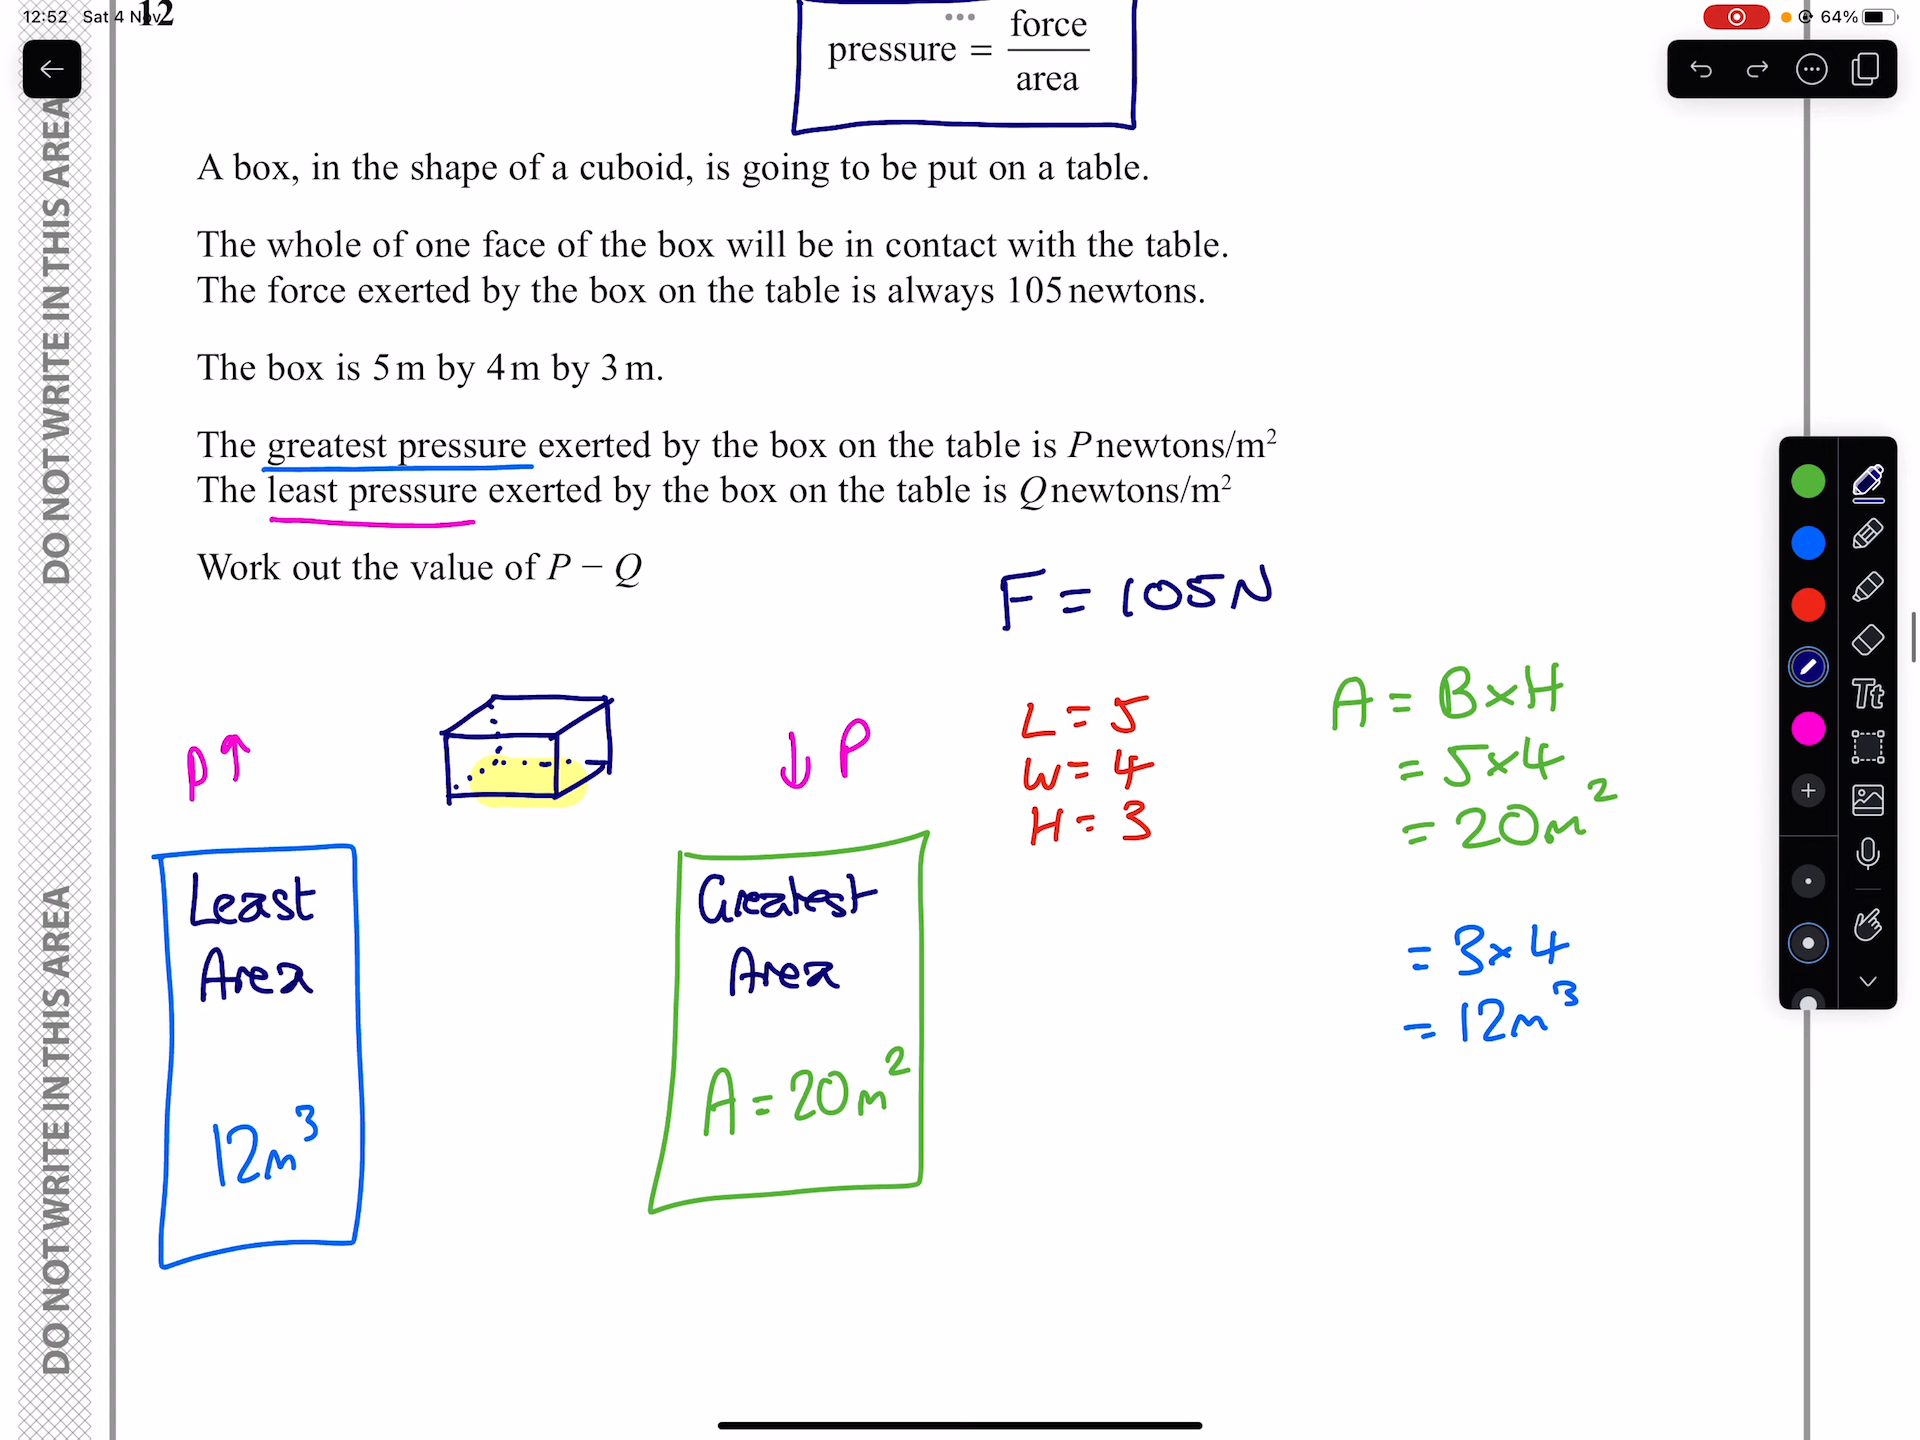 12:52 Sat 4 Nov
64%
12
pressure = force
area
A box, in the shape of a cuboid, is going to be put on a table.
The whole of one face of the box will be in contact with the table.
The force exerted by the box on the table is always 105 newtons.
The box is 5 m by 4 m by 3 m.
The greatest pressure exerted by the box on the table is P newtons/m²
The least pressure exerted by the box on the table is Q newtons/m²
Work out the value of P − Q
F = 105N
P↑
↓ P
L = 5
W = 4
H = 3
A = B×H
= 5×4
= 20m²
= 3×4
= 12m³
Least
Area
12m³
Greatest
Area
A = 20m²
DO NOT WRITE IN THIS AREA
DO NOT WRITE IN THIS AREA
Tt